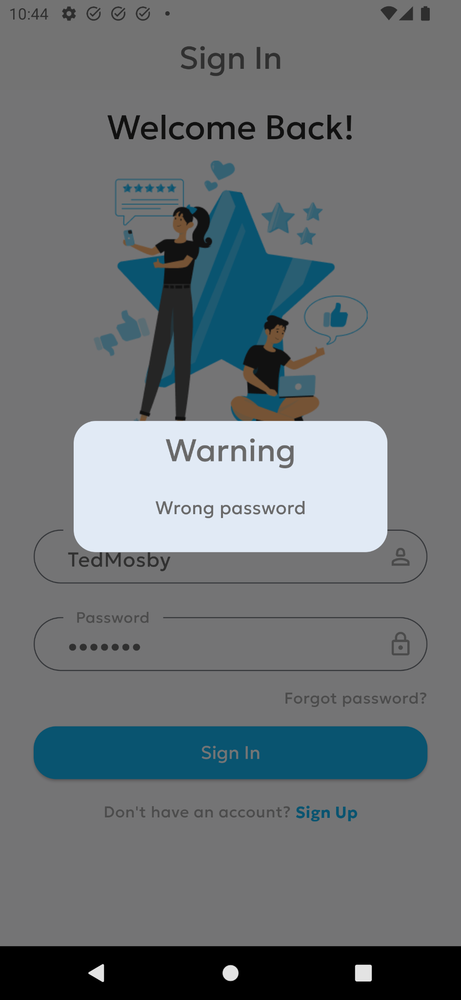 10:44
Sign In
Welcome Back!
Warning
Wrong password
TedMosby
Password
•••••••
Forgot password?
Sign In
Don't have an account? Sign Up